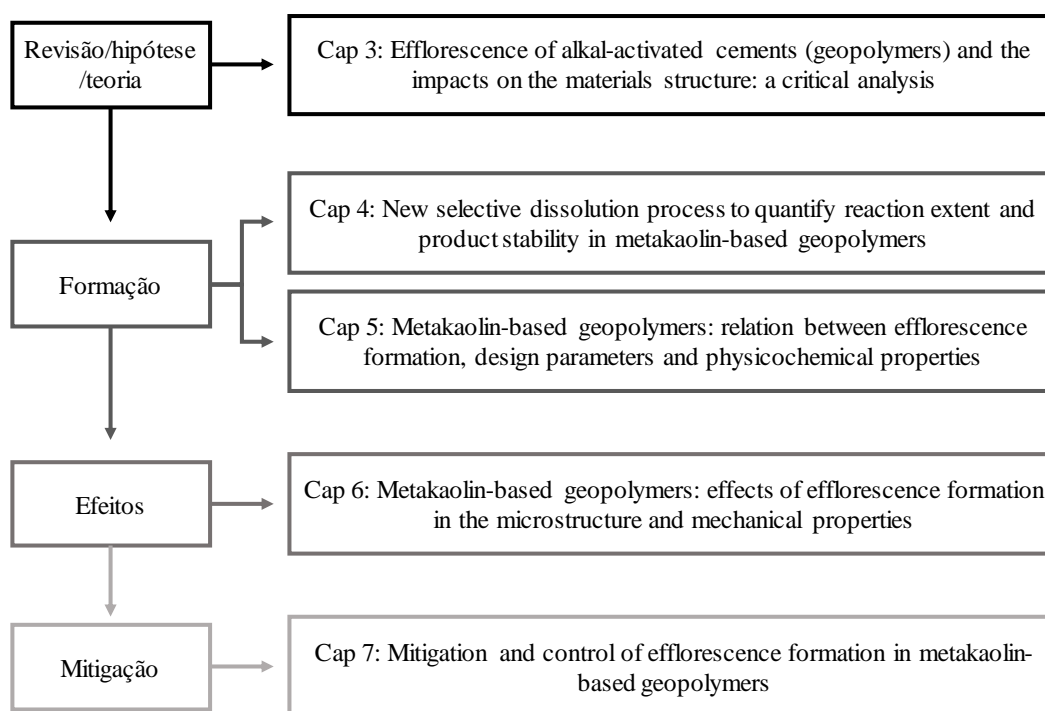 Revisão/hipótese
/teoria
Cap 3: Efflorescence of alkal-activated cements (geopolymers) and the
impacts on the materials structure: a critical analysis
Formação
Cap 4: New selective dissolution process to quantify reaction extent and
product stability in metakaolin-based geopolymers
Cap 5: Metakaolin-based geopolymers: relation between efflorescence
formation, design parameters and physicochemical properties
Efeitos
Cap 6: Metakaolin-based geopolymers: effects of efflorescence formation
in the microstructure and mechanical properties
Mitigação
Cap 7: Mitigation and control of efflorescence formation in metakaolin-
based geopolymers